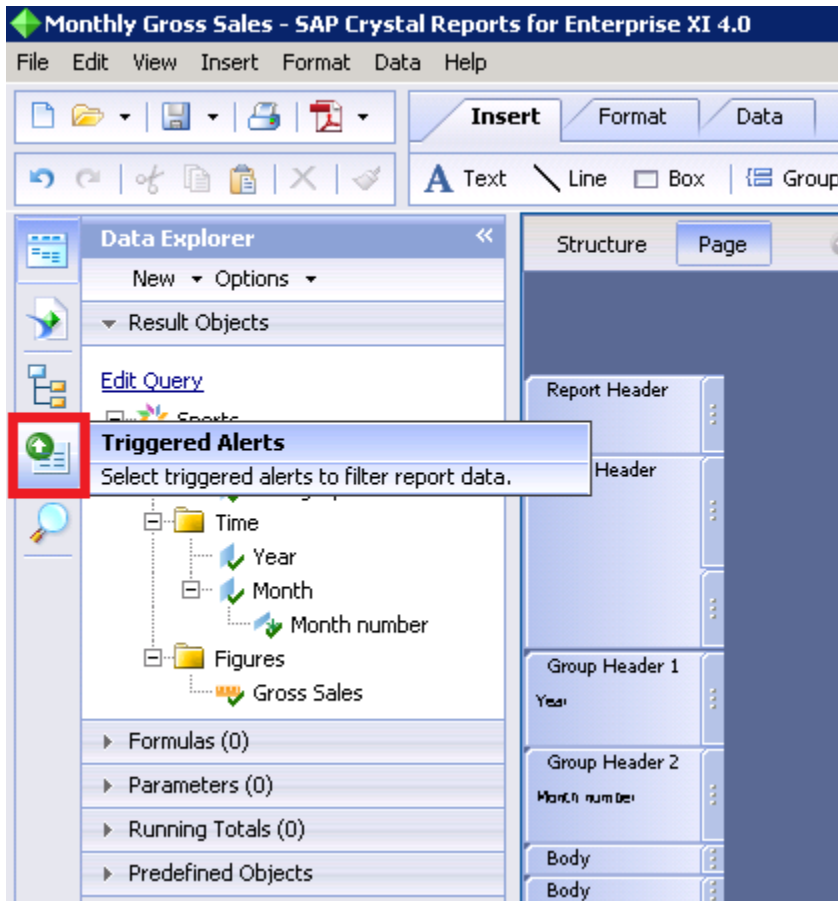 Monthly Gross Sales - SAP Crystal Reports for Enterprise XI 4.0
File Edit View Insert Format Data Help
Insert Format Data
Text Line Box Group
Data Explorer
Structure Page
New Options
Result Objects
Edit Query
Report Header
Triggered Alerts
Select triggered alerts to filter report data.
Header
Time
Year
Month
Month number
Figures
Group Header 1
Gross Sales
Year
Formulas (0)
Group Header 2
Parameters (0)
Month number
Running Totals (0)
Body
Predefined Objects
Body